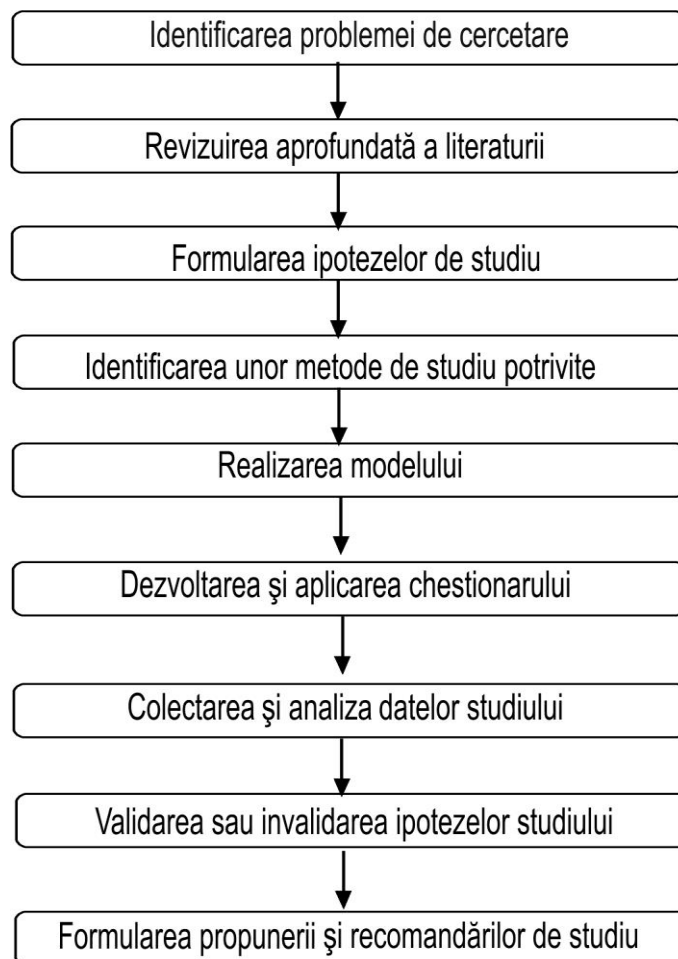 Identificarea problemei de cercetare
Revizuirea aprofundată a literaturii
Formularea ipotezelor de studiu
Identificarea unor metode de studiu potrivite
Realizarea modelului
Dezvoltarea şi aplicarea chestionarului
Colectarea şi analiza datelor studiului
Validarea sau invalidarea ipotezelor studiului
Formularea propunerii şi recomandărilor de studiu